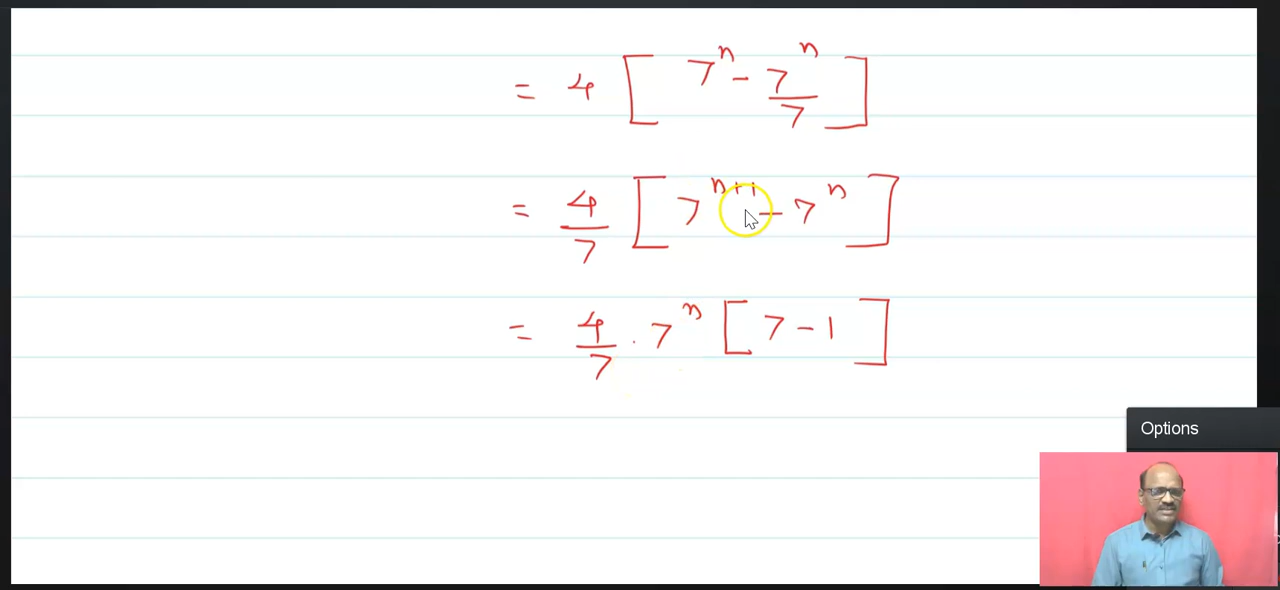 = 4 [ 7^n - 7^n/7 ]
= 4/7 [ 7^{n+1} - 7^n ]
= 4/7 . 7^n [ 7 - 1 ]
Options